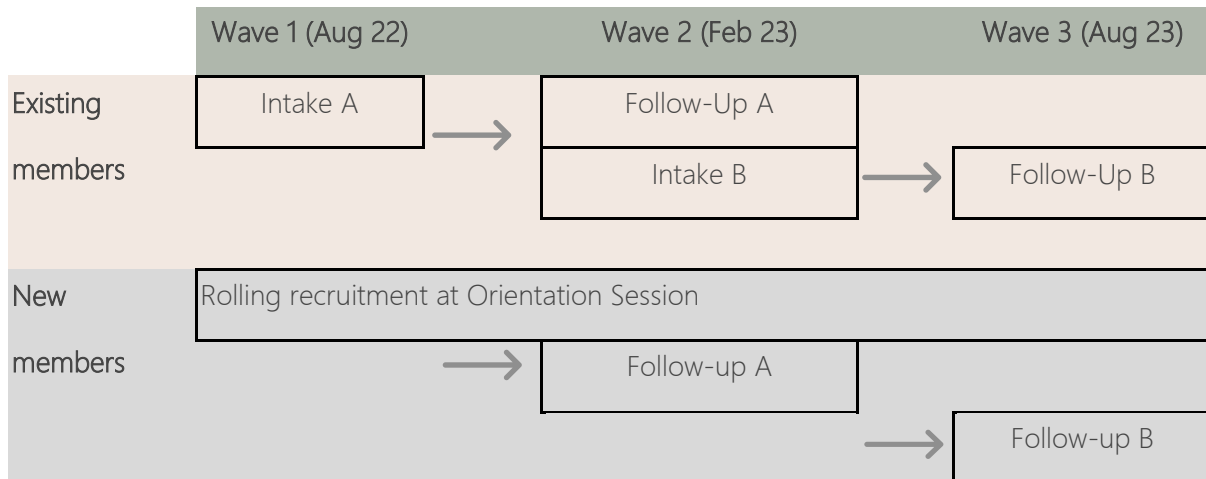 Wave 1 (Aug 22) Wave 2 (Feb 23) Wave 3 (Aug 23)
Existing members
Intake A
Follow-Up A
Intake B
Follow-Up B
New members
Rolling recruitment at Orientation Session
Follow-up A
Follow-up B